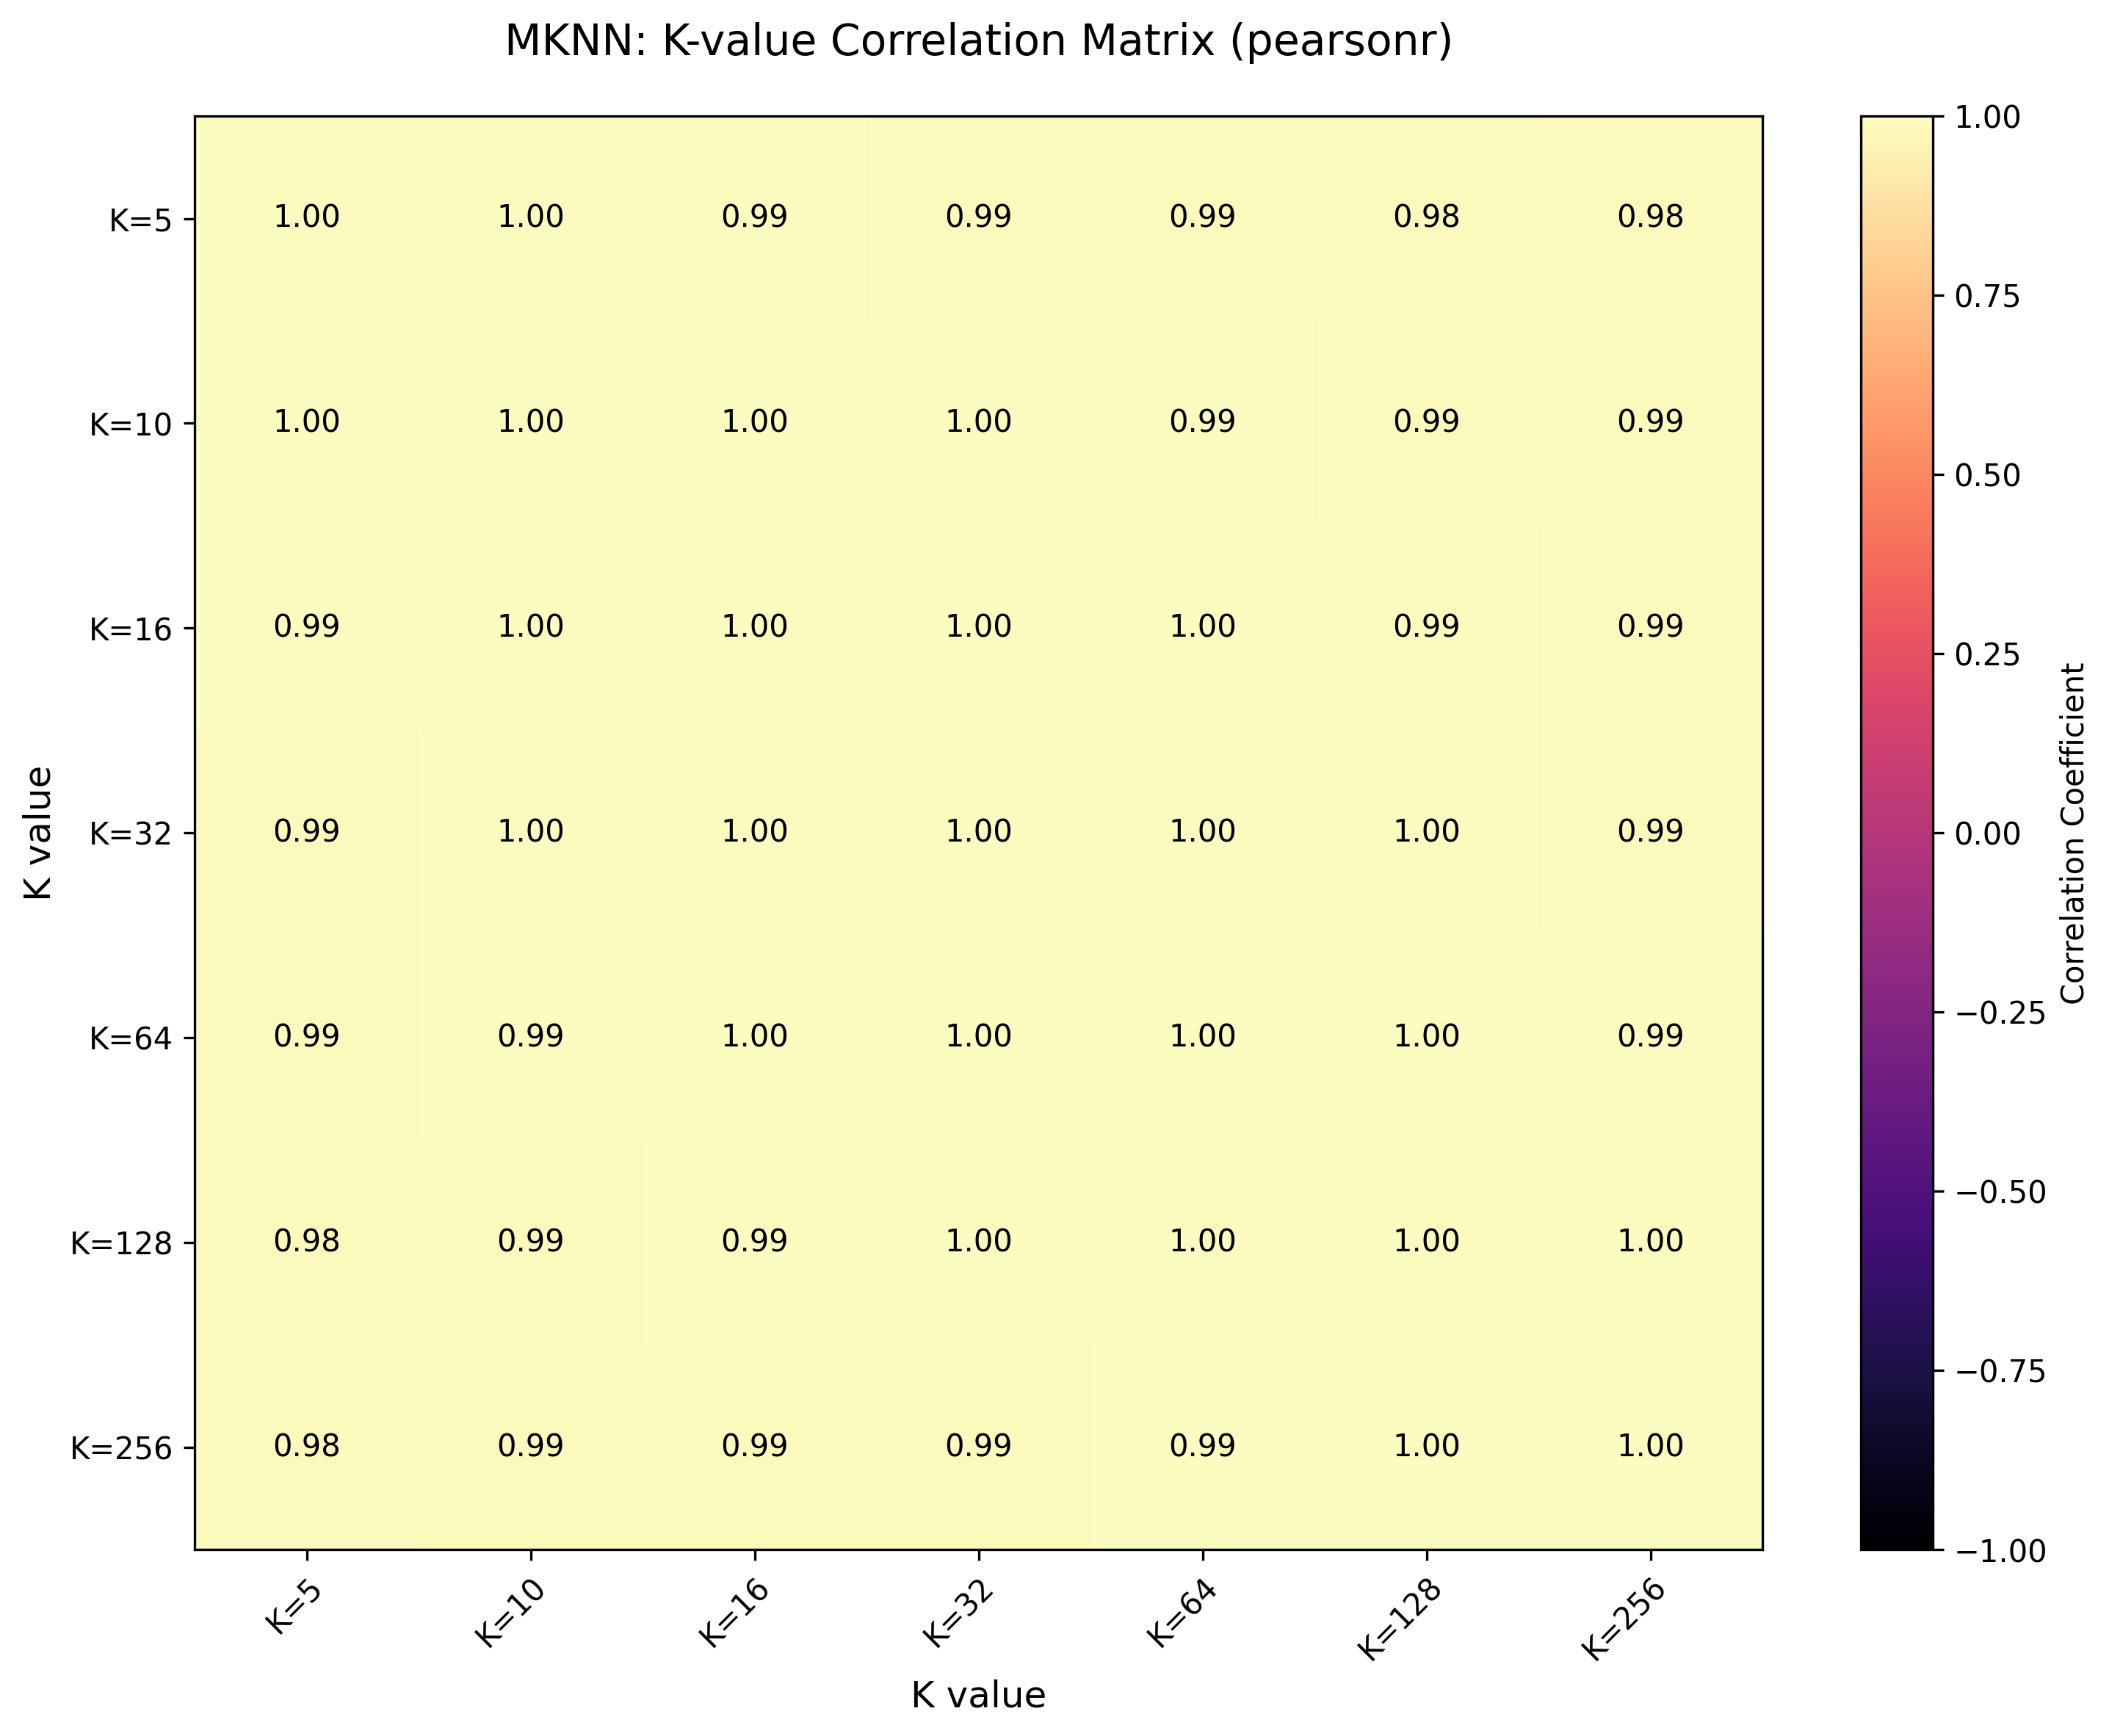 MKNN: K-value Correlation Matrix (pearsonr)
K=5 1.00 1.00 0.99 0.99 0.99 0.98 0.98
K=10 1.00 1.00 1.00 1.00 0.99 0.99 0.99
K=16 0.99 1.00 1.00 1.00 1.00 0.99 0.99
K=32 0.99 1.00 1.00 1.00 1.00 1.00 0.99
K=64 0.99 0.99 1.00 1.00 1.00 1.00 0.99
K=128 0.98 0.99 0.99 1.00 1.00 1.00 1.00
K=256 0.98 0.99 0.99 0.99 0.99 1.00 1.00
K=5 K=10 K=16 K=32 K=64 K=128 K=256
K value
K value
1.00
0.75
0.50
0.25
0.00
−0.25
−0.50
−0.75
−1.00
Correlation Coefficient